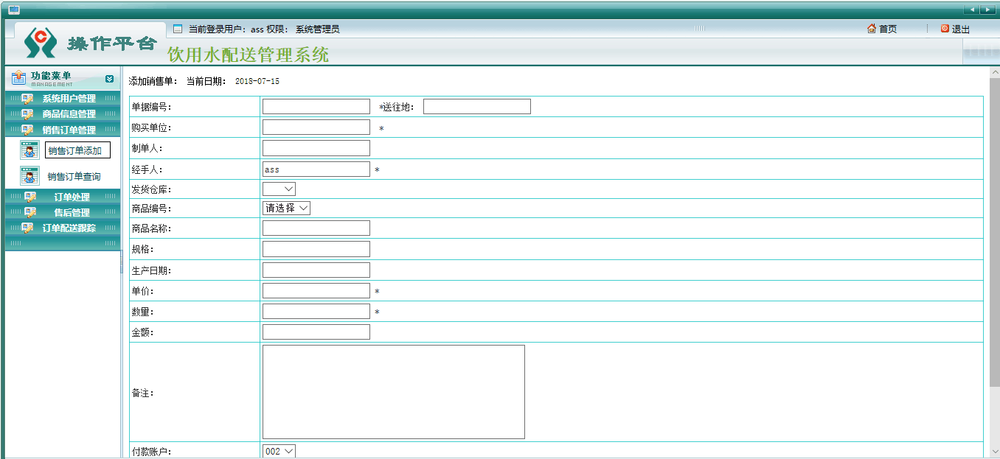 当前登录用户：ass 权限： 系统管理员
首页
退出
操作平台
饮用水配送管理系统
功能菜单
MANAGEMENT
系统用户管理
商品信息管理
销售订单管理
销售订单添加
销售订单查询
订单处理
售后管理
订单配送跟踪
添加销售单： 当前日期： 2018-07-15
单据编号： *送往地：
购买单位： *
制单人：
经手人： ass *
发货仓库：
商品编号： 请选择
商品名称：
规格：
生产日期：
单价： *
数量： *
金额：
备注：
付款账户： 002